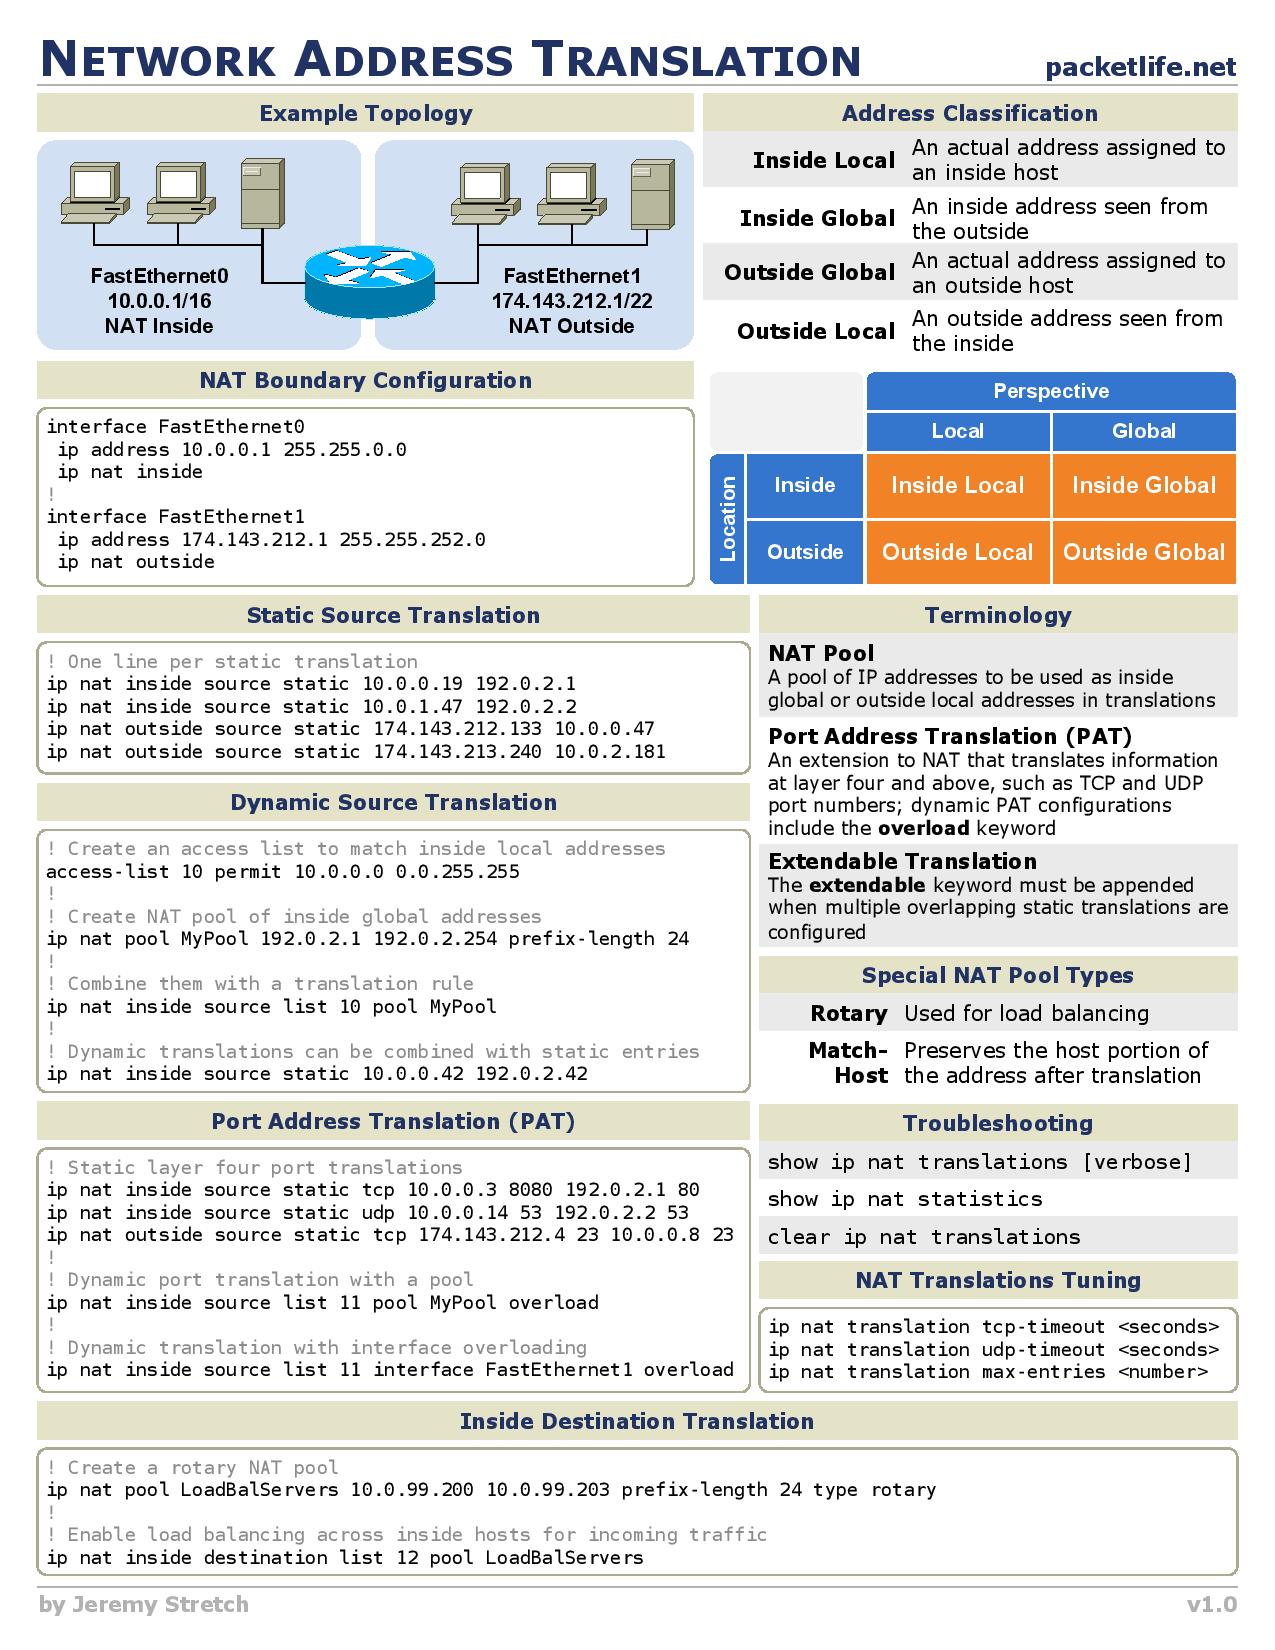 NETWORK ADDRESS TRANSLATION
packetlife.net
Example Topology
FastEthernet0
10.0.0.1/16
NAT Inside
FastEthernet1
174.143.212.1/22
NAT Outside
Address Classification
Inside Local An actual address assigned to
an inside host
Inside Global An inside address seen from
the outside
Outside Global An actual address assigned to
an outside host
Outside Local An outside address seen from
the inside
Perspective
Local Global
Location
Inside Inside Local Inside Global
Outside Outside Local Outside Global
NAT Boundary Configuration
interface FastEthernet0
 ip address 10.0.0.1 255.255.0.0
 ip nat inside
!
interface FastEthernet1
 ip address 174.143.212.1 255.255.252.0
 ip nat outside
Static Source Translation
! One line per static translation
ip nat inside source static 10.0.0.19 192.0.2.1
ip nat inside source static 10.0.1.47 192.0.2.2
ip nat outside source static 174.143.212.133 10.0.0.47
ip nat outside source static 174.143.213.240 10.0.2.181
Dynamic Source Translation
! Create an access list to match inside local addresses
access-list 10 permit 10.0.0.0 0.0.255.255
!
! Create NAT pool of inside global addresses
ip nat pool MyPool 192.0.2.1 192.0.2.254 prefix-length 24
!
! Combine them with a translation rule
ip nat inside source list 10 pool MyPool
!
! Dynamic translations can be combined with static entries
ip nat inside source static 10.0.0.42 192.0.2.42
Port Address Translation (PAT)
! Static layer four port translations
ip nat inside source static tcp 10.0.0.3 8080 192.0.2.1 80
ip nat inside source static udp 10.0.0.14 53 192.0.2.2 53
ip nat outside source static tcp 174.143.212.4 23 10.0.0.8 23
!
! Dynamic port translation with a pool
ip nat inside source list 11 pool MyPool overload
!
! Dynamic translation with interface overloading
ip nat inside source list 11 interface FastEthernet1 overload
Terminology
NAT Pool
A pool of IP addresses to be used as inside
global or outside local addresses in translations
Port Address Translation (PAT)
An extension to NAT that translates information
at layer four and above, such as TCP and UDP
port numbers; dynamic PAT configurations
include the overload keyword
Extendable Translation
The extendable keyword must be appended
when multiple overlapping static translations are
configured
Special NAT Pool Types
Rotary Used for load balancing
Match- Preserves the host portion of
Host the address after translation
Troubleshooting
show ip nat translations [verbose]
show ip nat statistics
clear ip nat translations
NAT Translations Tuning
ip nat translation tcp-timeout <seconds>
ip nat translation udp-timeout <seconds>
ip nat translation max-entries <number>
Inside Destination Translation
! Create a rotary NAT pool
ip nat pool LoadBalServers 10.0.99.200 10.0.99.203 prefix-length 24 type rotary
!
! Enable load balancing across inside hosts for incoming traffic
ip nat inside destination list 12 pool LoadBalServers
by Jeremy Stretch
v1.0